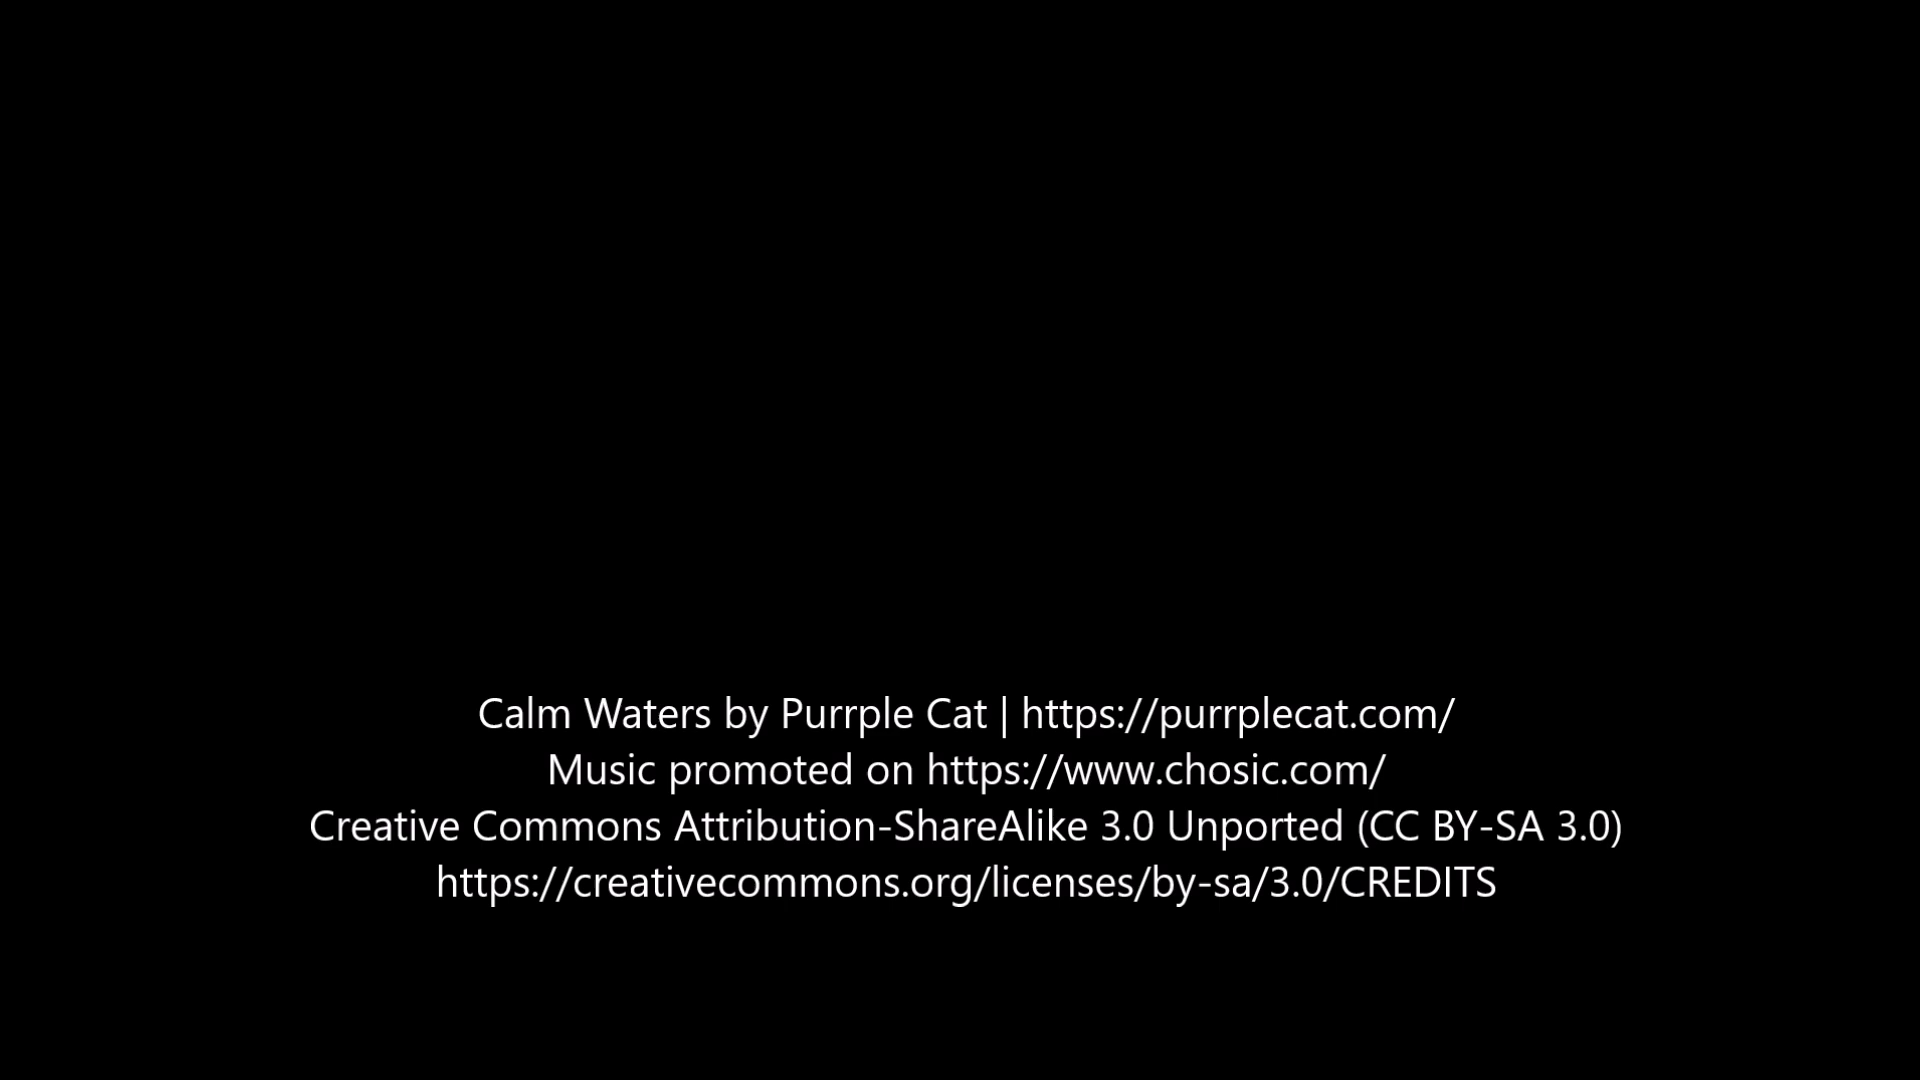 Calm Waters by Purrple Cat | https://purrplecat.com/
Music promoted on https://www.chosic.com/
Creative Commons Attribution-ShareAlike 3.0 Unported (CC BY-SA 3.0)
https://creativecommons.org/licenses/by-sa/3.0/CREDITS